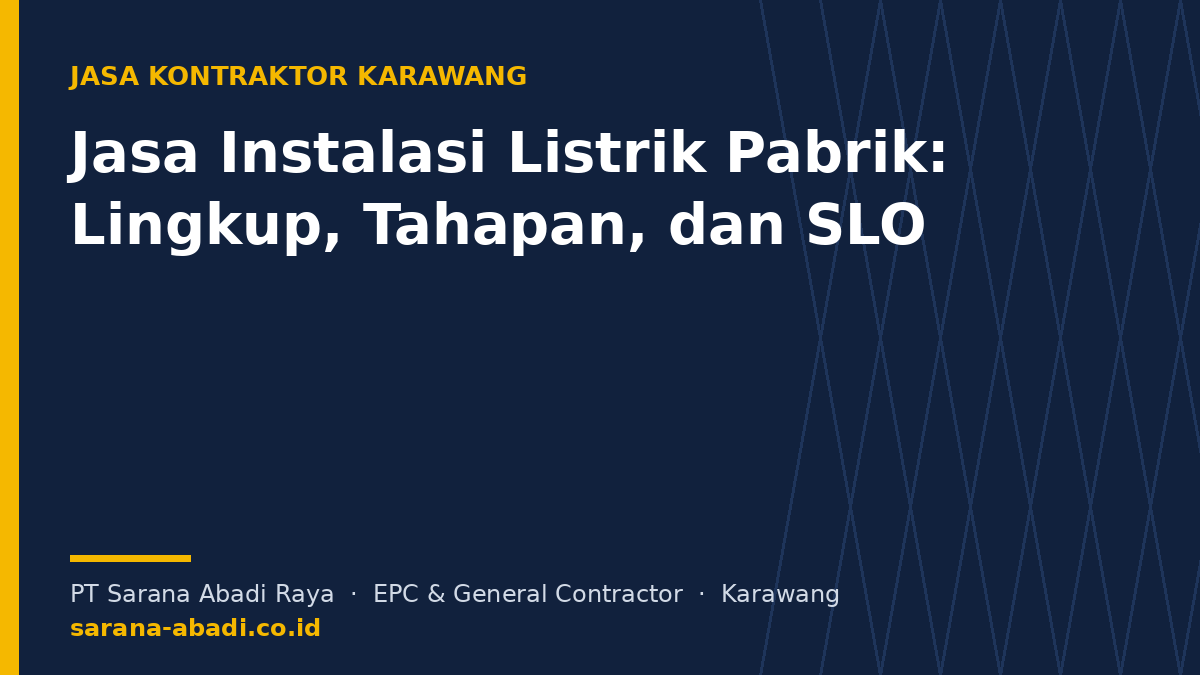 JASA KONTRAKTOR KARAWANG
Jasa Instalasi Listrik Pabrik:
Lingkup, Tahapan, dan SLO
PT Sarana Abadi Raya · EPC & General Contractor · Karawang
sarana-abadi.co.id